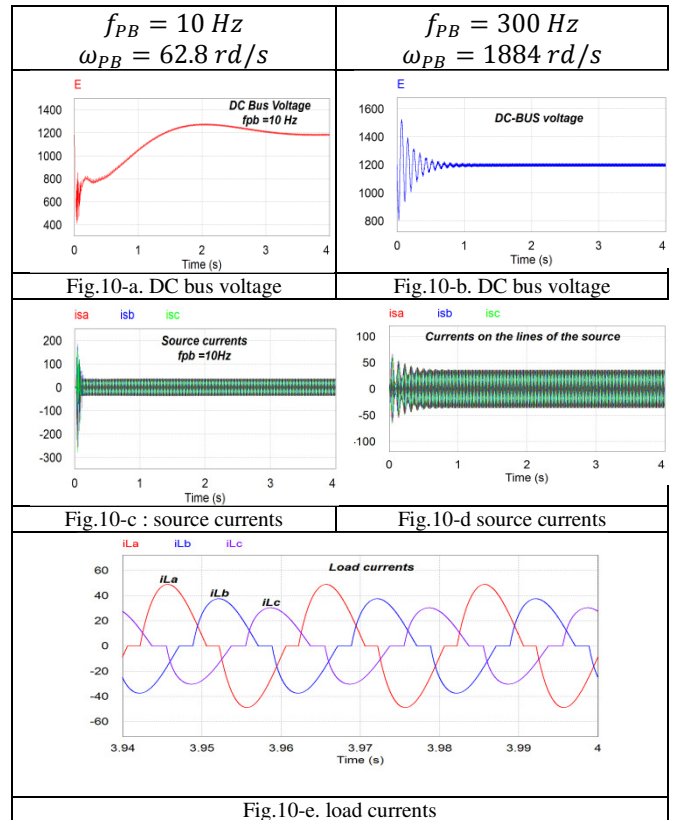 f_PB = 10 Hz
ω_PB = 62.8 rd/s
f_PB = 300 Hz
ω_PB = 1884 rd/s
E
DC Bus Voltage
fpb =10 Hz
1400
1200
1000
800
600
400
0 1 2 3 4
Time (s)
E
DC-BUS voltage
1600
1400
1200
1000
800
0 1 2 3 4
Time (s)
Fig.10-a. DC bus voltage
Fig.10-b. DC bus voltage
isa isb isc
Source currents
fpb =10Hz
200
100
0
-100
-200
-300
0 1 2 3 4
Time (s)
isa isb isc
Currents on the lines of the source
100
50
0
-50
-100
0 1 2 3 4
Time (s)
Fig.10-c : source currents
Fig.10-d source currents
iLa iLb iLc
Load currents
iLa
iLb
iLc
60
40
20
0
-20
-40
-60
3.94 3.95 3.96 3.97 3.98 3.99 4
Time (s)
Fig.10-e. load currents